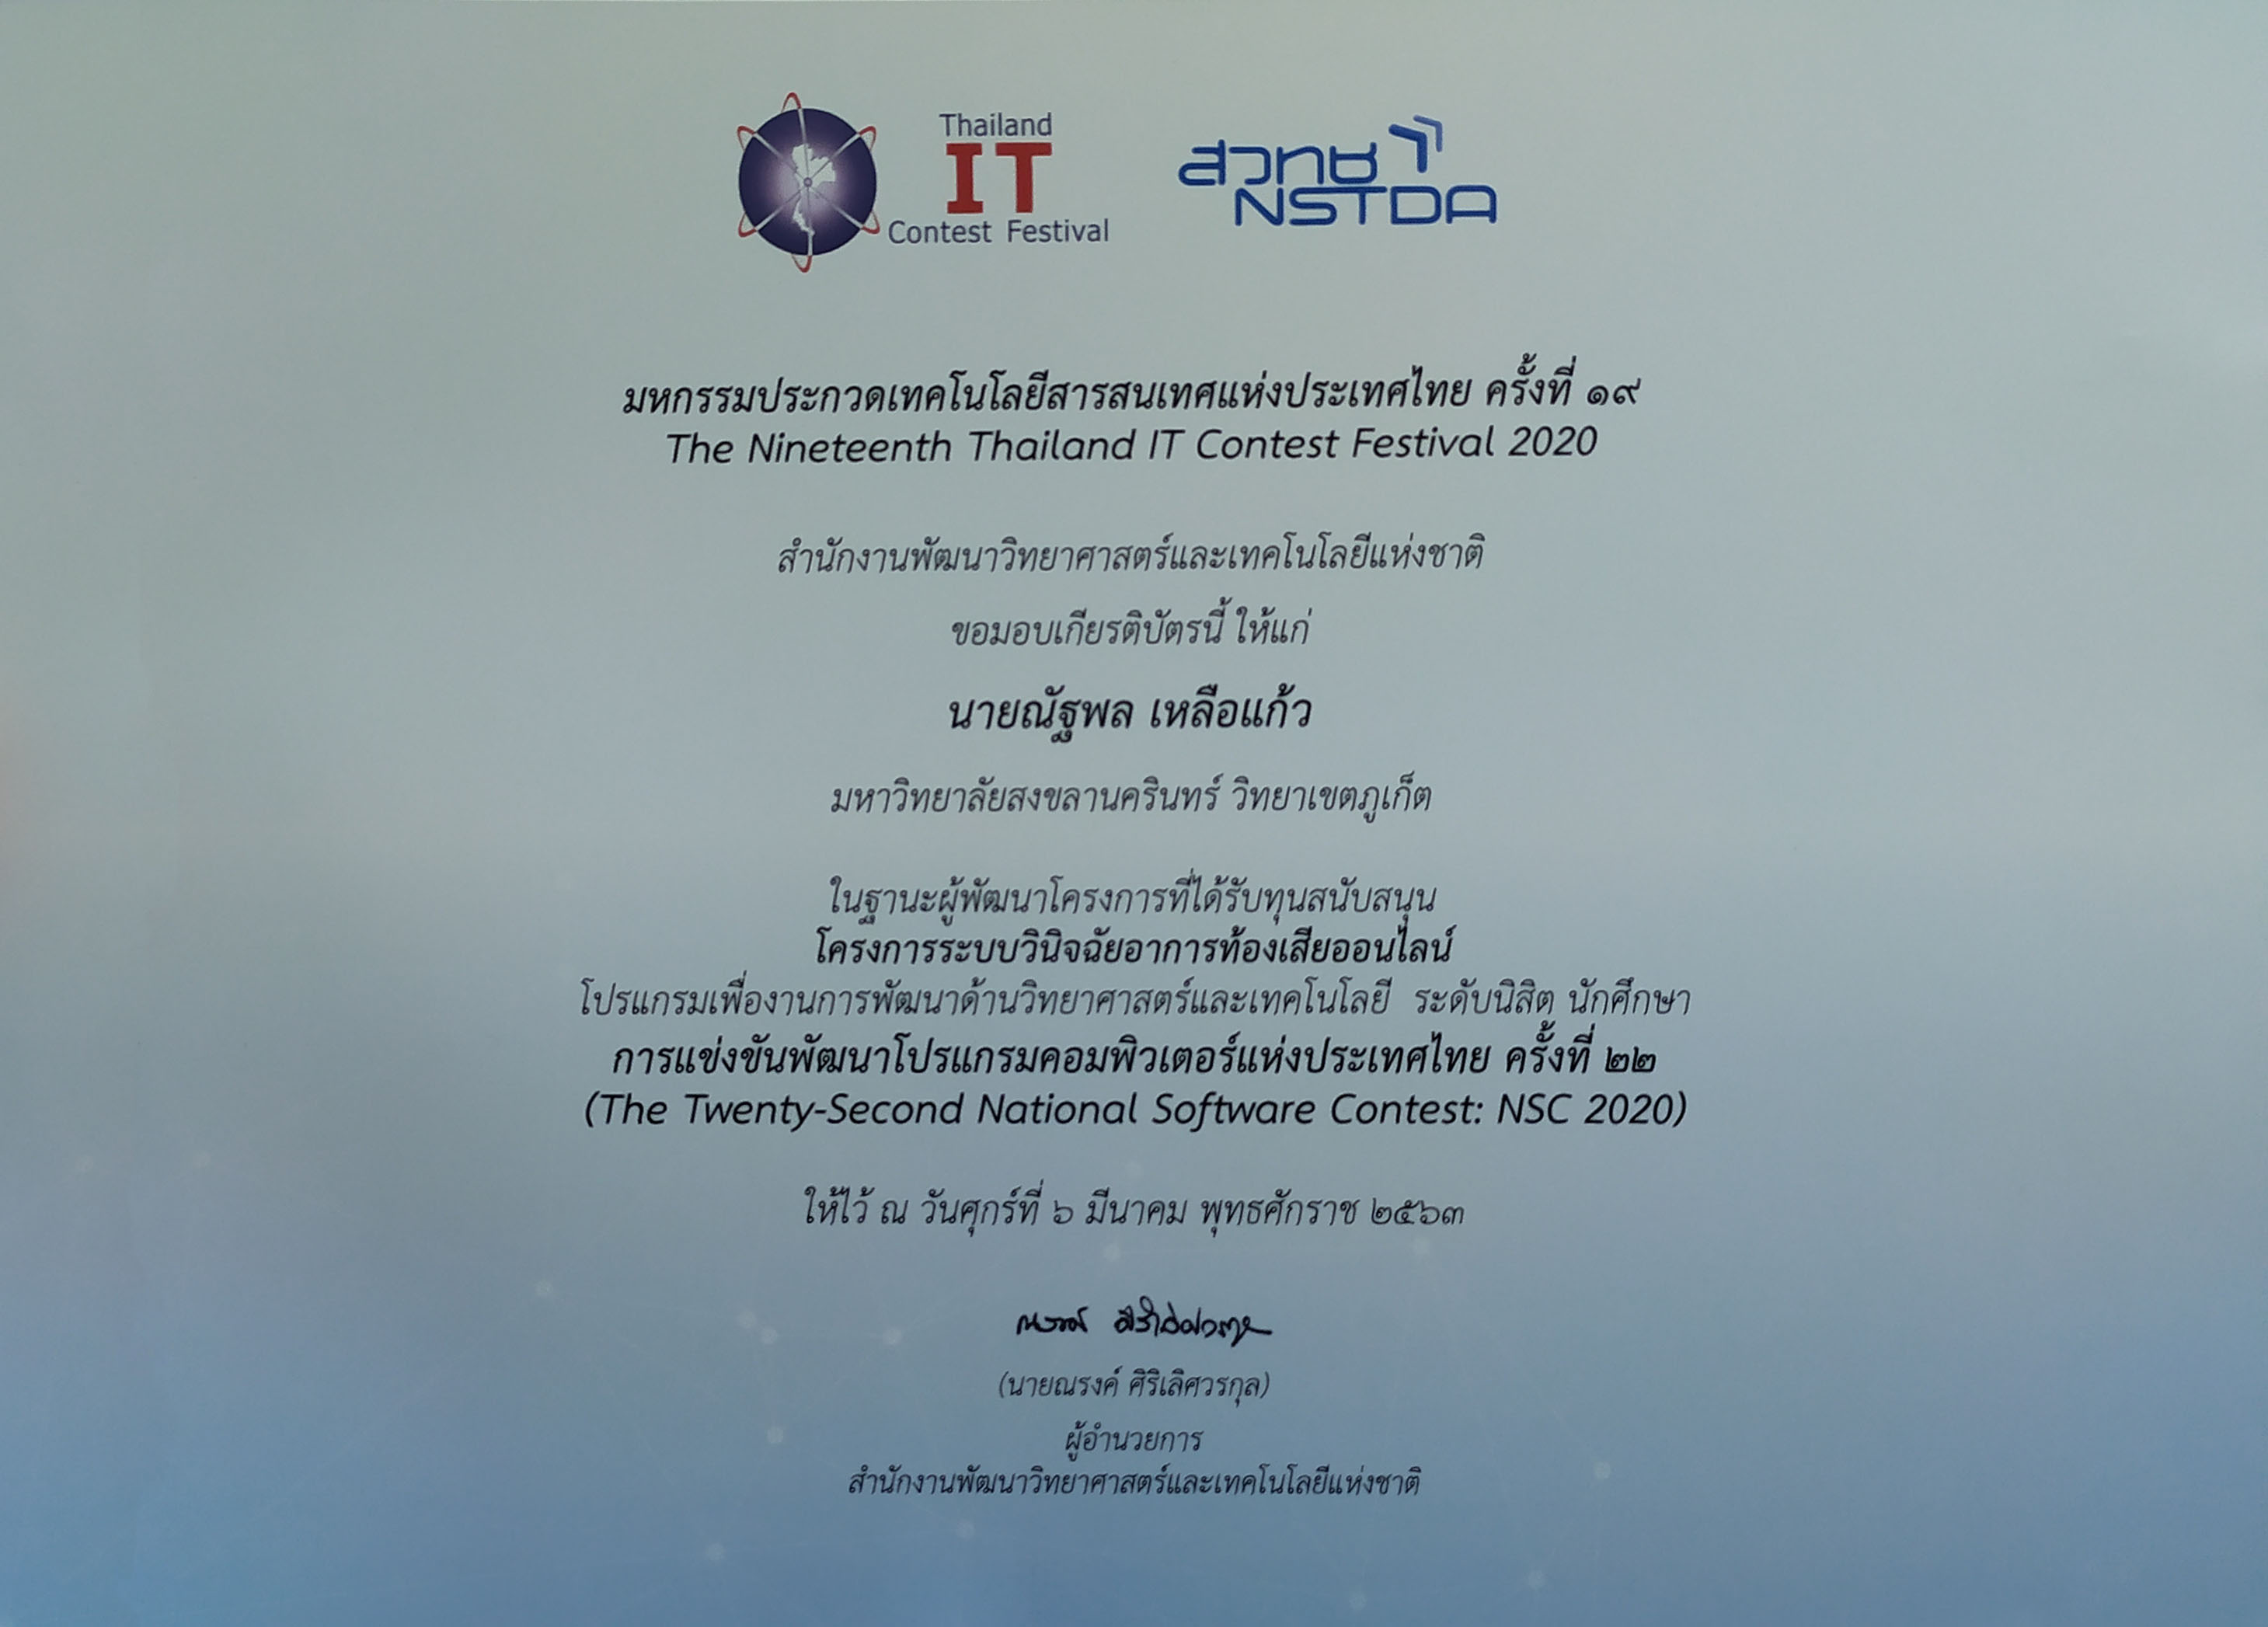 Thailand
IT
Contest Festival
สวทช
NSTDA
มหกรรมประกวดเทคโนโลยีสารสนเทศแห่งประเทศไทย ครั้งที่ ๑๙
The Nineteenth Thailand IT Contest Festival 2020
สำนักงานพัฒนาวิทยาศาสตร์และเทคโนโลยีแห่งชาติ
ขอมอบเกียรติบัตรนี้ ให้แก่
นายณัฐพล เหลือแก้ว
มหาวิทยาลัยสงขลานครินทร์ วิทยาเขตภูเก็ต
ในฐานะผู้พัฒนาโครงการที่ได้รับทุนสนับสนุน
โครงการระบบวินิจฉัยอาการท้องเสียออนไลน์
โปรแกรมเพื่องานการพัฒนาด้านวิทยาศาสตร์และเทคโนโลยี ระดับนิสิต นักศึกษา
การแข่งขันพัฒนาโปรแกรมคอมพิวเตอร์แห่งประเทศไทย ครั้งที่ ๒๒
(The Twenty-Second National Software Contest: NSC 2020)
ให้ไว้ ณ วันศุกร์ที่ ๖ มีนาคม พุทธศักราช ๒๕๖๓
(นายณรงค์ ศิริเลิศวรกุล)
ผู้อำนวยการ
สำนักงานพัฒนาวิทยาศาสตร์และเทคโนโลยีแห่งชาติ